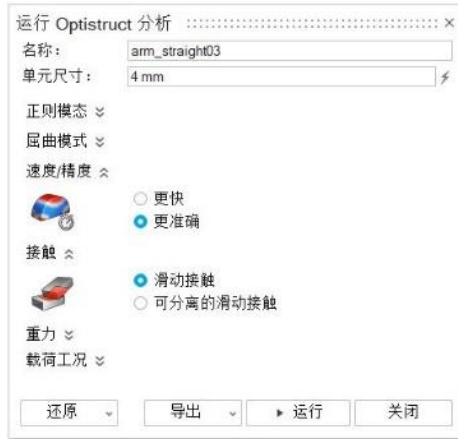 运行 Optistruct 分析
名称： arm_straight03
单元尺寸： 4 mm
正则模态
屈曲模式
速度/精度
更快
更准确
接触
滑动接触
可分离的滑动接触
重力
载荷工况
还原 导出 运行 关闭